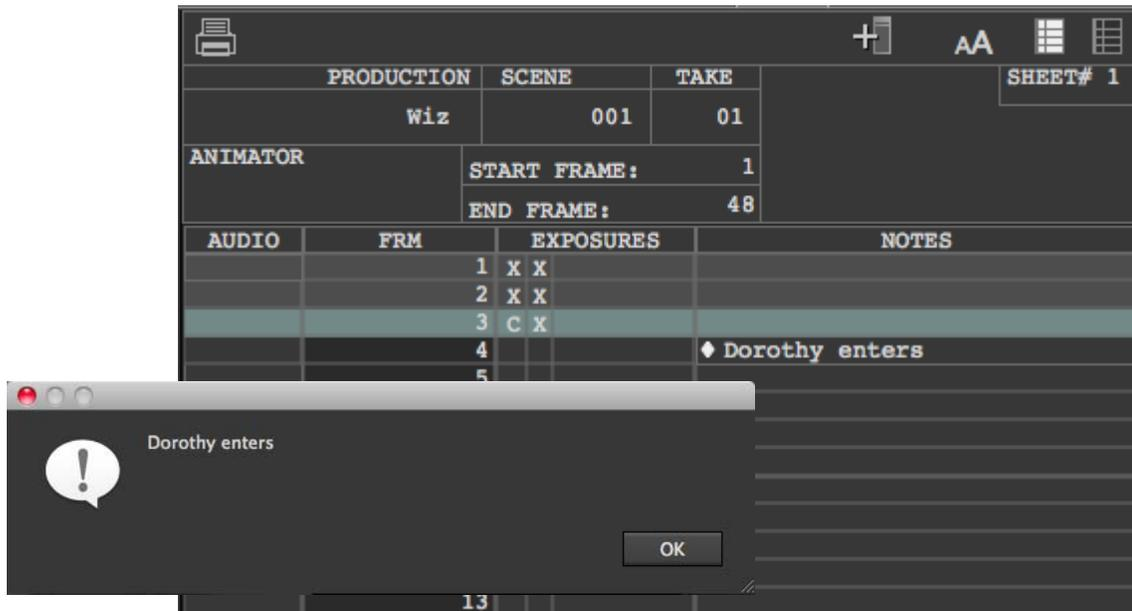 AA
PRODUCTION SCENE TAKE SHEET# 1
Wiz 001 01
ANIMATOR
START FRAME: 1
END FRAME: 48
AUDIO FRM EXPOSURES NOTES
1 X X
2 X X
3 C X
4 ♦ Dorothy enters
5
Dorothy enters
OK
13